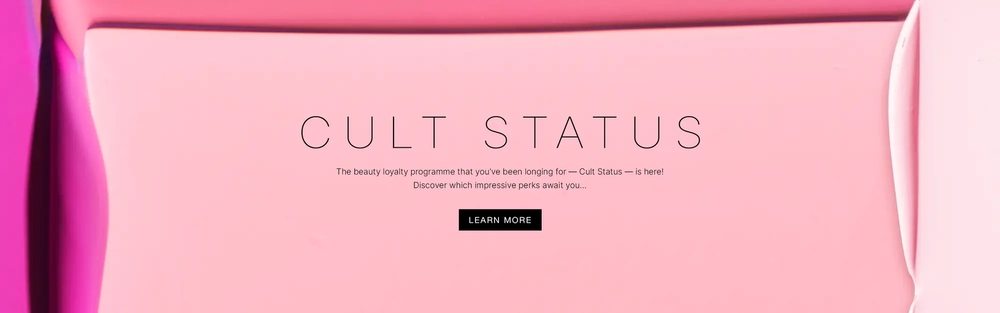 CULT STATUS
The beauty loyalty programme that you've been longing for — Cult Status — is here!
Discover which impressive perks await you...
LEARN MORE